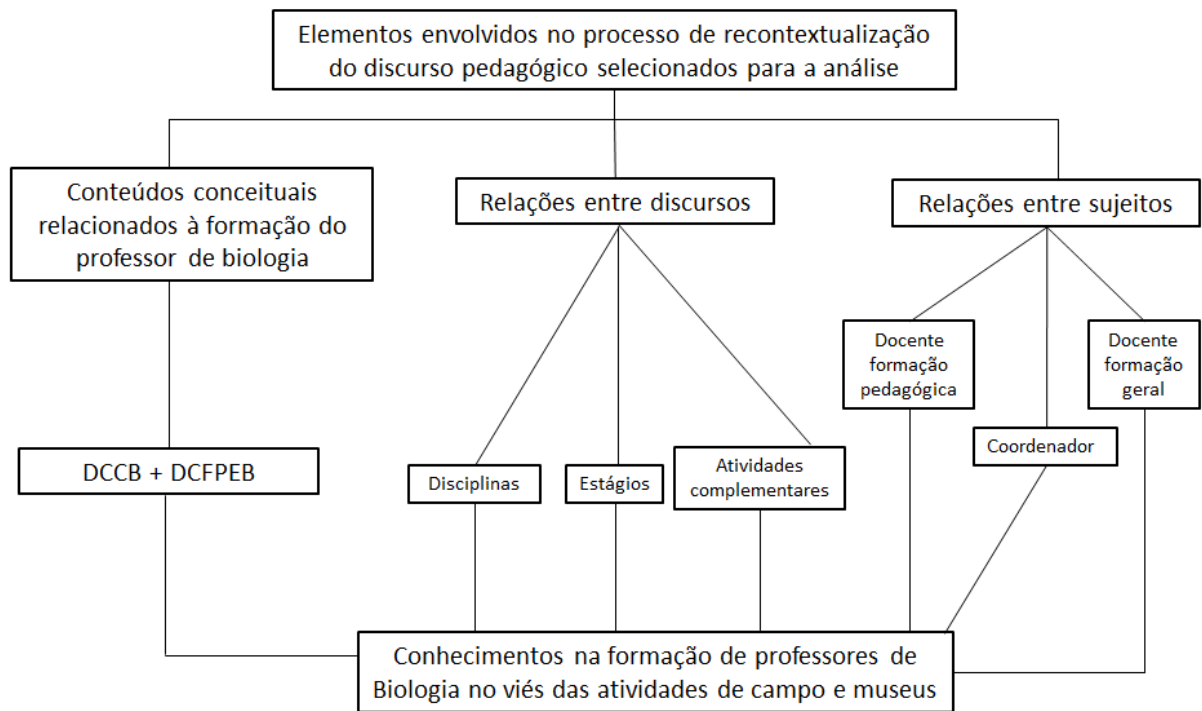 Elementos envolvidos no processo de recontextualização
do discurso pedagógico selecionados para a análise
Conteúdos conceituais
relacionados à formação do
professor de biologia
Relações entre discursos
Relações entre sujeitos
Docente
formação
pedagógica
Docente
formação
geral
Coordenador
DCCB + DCFPEB
Disciplinas
Estágios
Atividades
complementares
Conhecimentos na formação de professores de
Biologia no viés das atividades de campo e museus